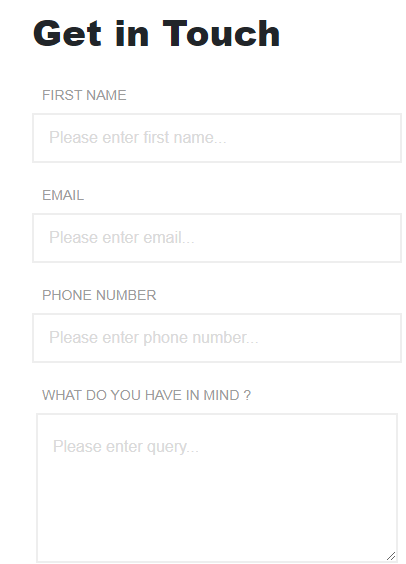 Get in Touch
FIRST NAME
Please enter first name...
EMAIL
Please enter email...
PHONE NUMBER
Please enter phone number...
WHAT DO YOU HAVE IN MIND ?
Please enter query...